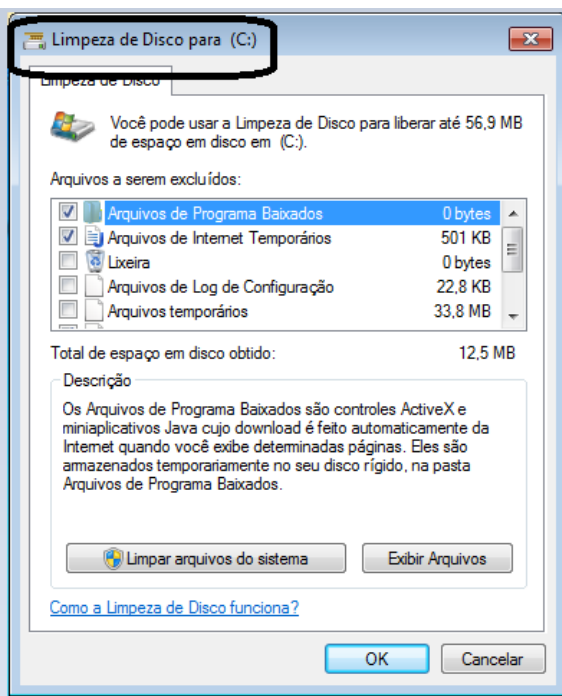 Limpeza de Disco para (C:)
Limpeza de Disco
Você pode usar a Limpeza de Disco para liberar até 56,9 MB
de espaço em disco em (C:).
Arquivos a serem excluídos:
Arquivos de Programa Baixados 0 bytes
Arquivos de Internet Temporários 501 KB
Lixeira 0 bytes
Arquivos de Log de Configuração 22,8 KB
Arquivos temporários 33,8 MB
Total de espaço em disco obtido: 12,5 MB
Descrição
Os Arquivos de Programa Baixados são controles ActiveX e
miniaplicativos Java cujo download é feito automaticamente da
Internet quando você exibe determinadas páginas. Eles são
armazenados temporariamente no seu disco rígido, na pasta
Arquivos de Programa Baixados.
Limpar arquivos do sistema Exibir Arquivos
Como a Limpeza de Disco funciona?
OK Cancelar